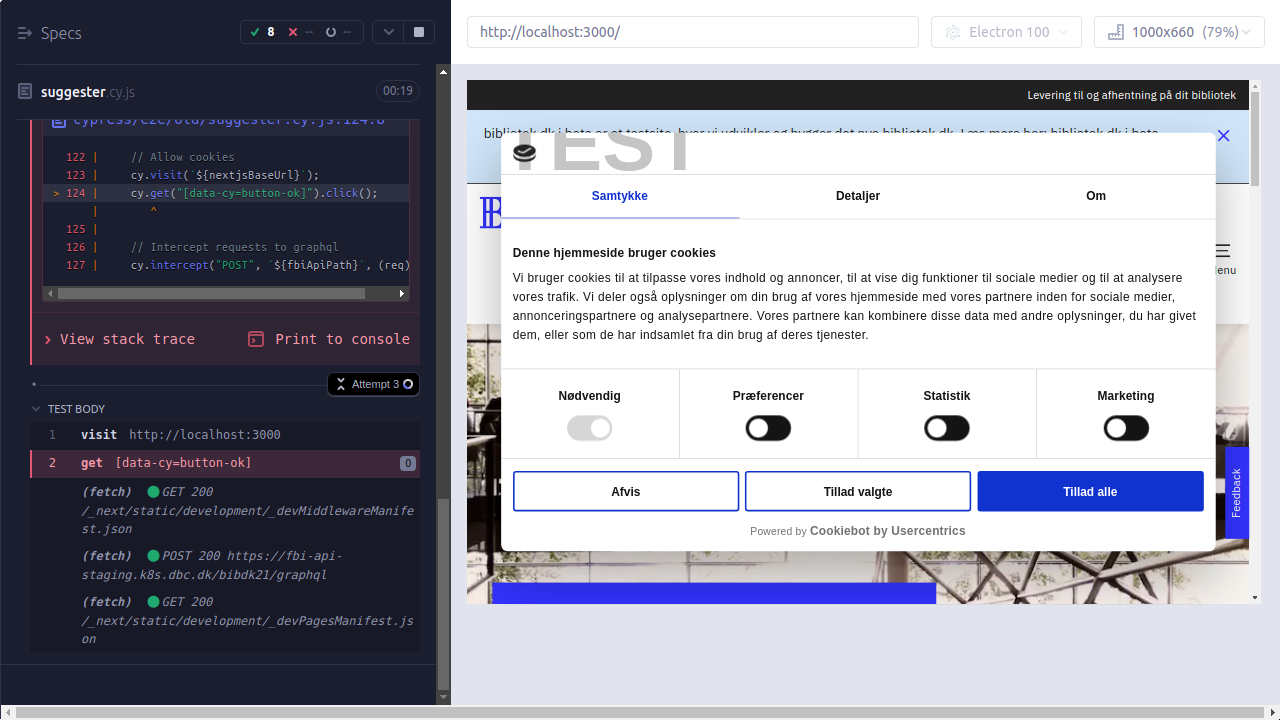 Specs
8
--
--
suggester.cy.js
00:19
cypress/e2e/old/suggester.cy.js:124:8
122 | // Allow cookies
123 | cy.visit(`${nextjsBaseUrl}`);
> 124 | cy.get("[data-cy=button-ok]").click();
| ^
125 |
126 | // Intercept requests to graphql
127 | cy.intercept("POST", `${fbiApiPath}`, (req)
View stack trace
Print to console
Attempt 3
TEST BODY
1 visit http://localhost:3000
2 get [data-cy=button-ok] 0
(fetch) GET 200
/_next/static/development/_devMiddlewareManife
st.json
(fetch) POST 200 https://fbi-api-
staging.k8s.dbc.dk/bibdk21/graphql
(fetch) GET 200
/_next/static/development/_devPagesManifest.js
on
http://localhost:3000/
Electron 100
1000x660 (79%)
Levering til og afhentning på dit bibliotek
bibliotek.dk i beta er et testsite, hvor vi udvikler og bygger det nye bibliotek.dk. Læs mere her: bibliotek.dk i beta
TEST
Samtykke
Detaljer
Om
Denne hjemmeside bruger cookies
Vi bruger cookies til at tilpasse vores indhold og annoncer, til at vise dig funktioner til sociale medier og til at analysere
vores trafik. Vi deler også oplysninger om din brug af vores hjemmeside med vores partnere inden for sociale medier,
annonceringspartnere og analysepartnere. Vores partnere kan kombinere disse data med andre oplysninger, du har givet
dem, eller som de har indsamlet fra din brug af deres tjenester.
Nødvendig
Præferencer
Statistik
Marketing
Afvis
Tillad valgte
Tillad alle
Powered by Cookiebot by Usercentrics
enu
Feedback